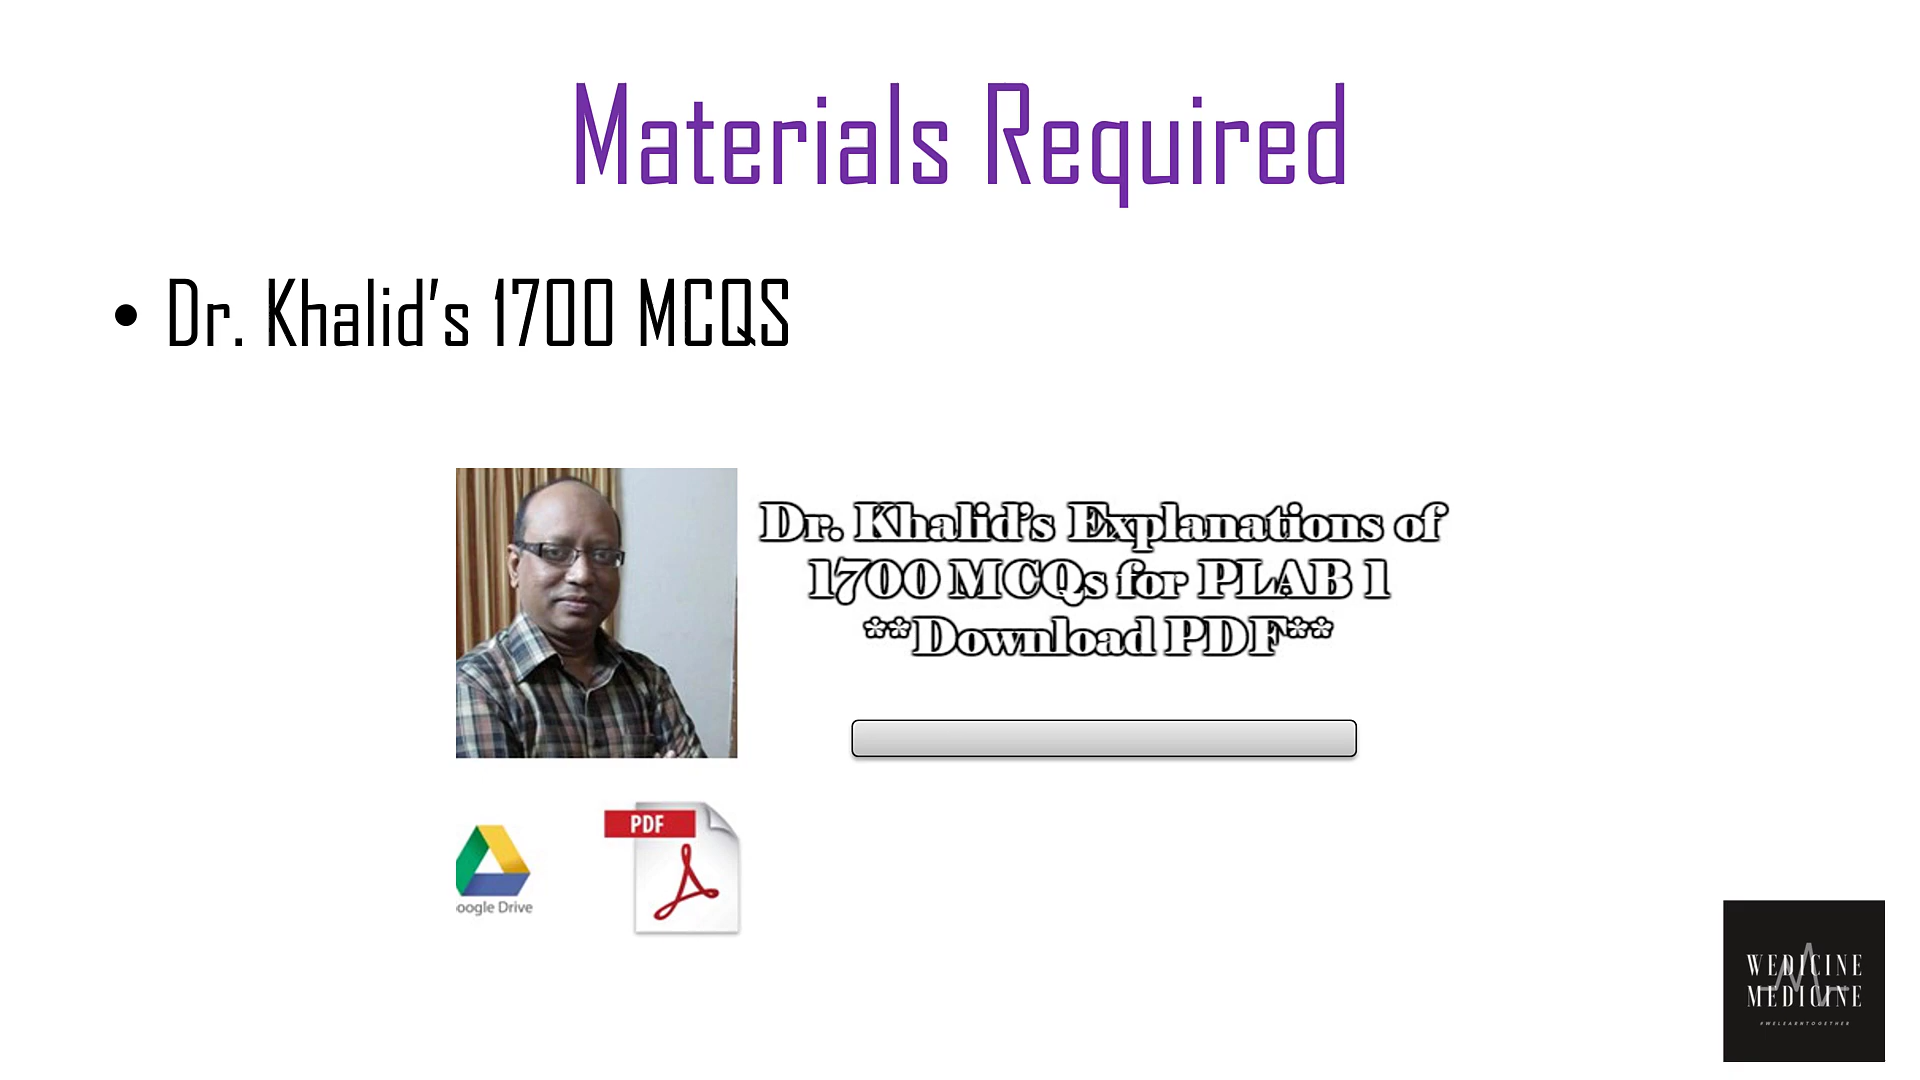 Materials Required
• Dr. Khalid’s 1700 MCQS
Dr. Khalid's Explanations of
1700 MCQs for PLAB 1
**Download PDF**
PDF
oogle Drive
WEDICINE
MEDICINE
#WELEARNTOGETHER